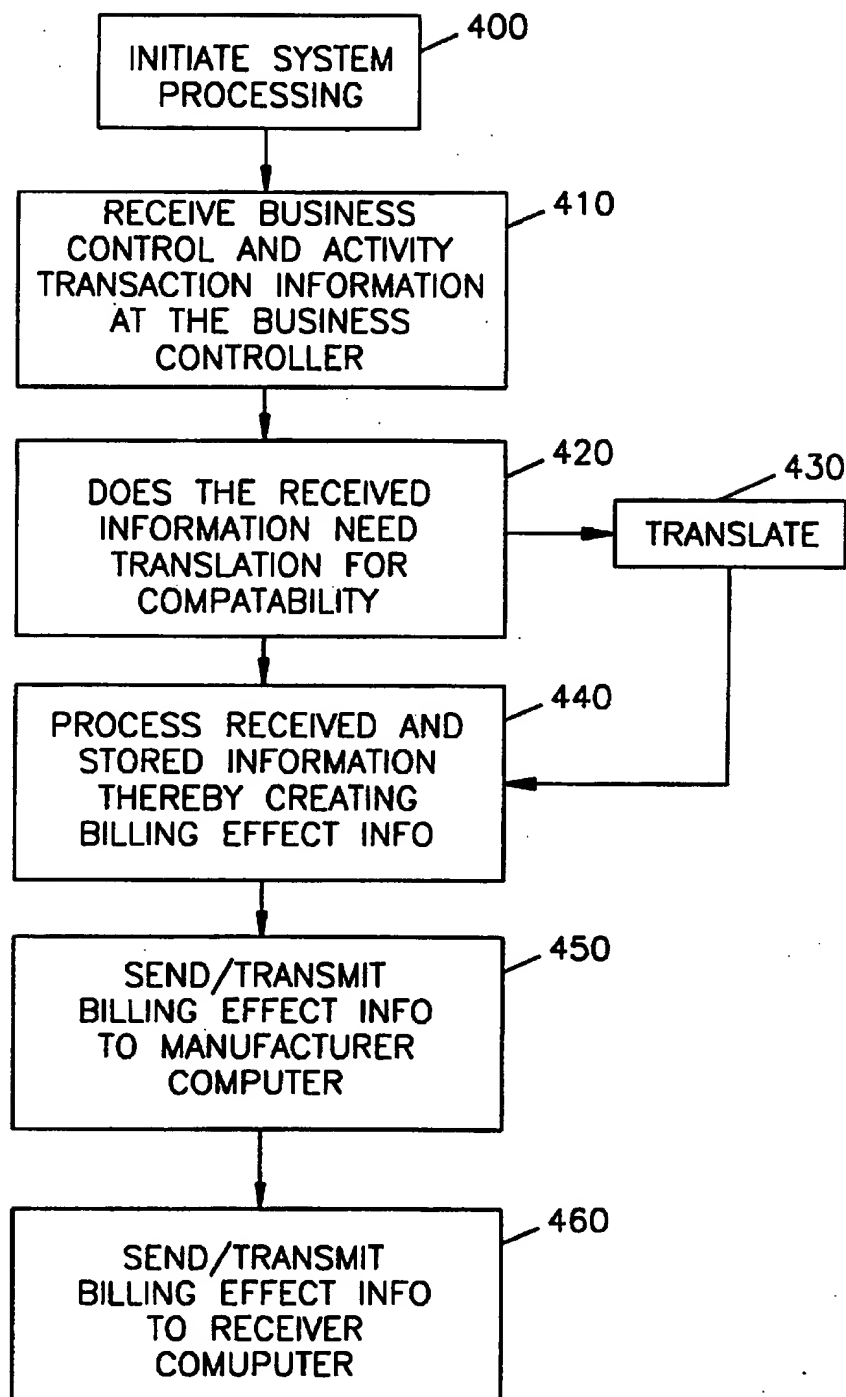 400
INITIATE SYSTEM
PROCESSING
410
RECEIVE BUSINESS
CONTROL AND ACTIVITY
TRANSACTION INFORMATION
AT THE BUSINESS
CONTROLLER
420
DOES THE RECEIVED
INFORMATION NEED
TRANSLATION FOR
COMPATABILITY
430
TRANSLATE
440
PROCESS RECEIVED AND
STORED INFORMATION
THEREBY CREATING
BILLING EFFECT INFO
450
SEND/TRANSMIT
BILLING EFFECT INFO
TO MANUFACTURER
COMPUTER
460
SEND/TRANSMIT
BILLING EFFECT INFO
TO RECEIVER
COMUPUTER